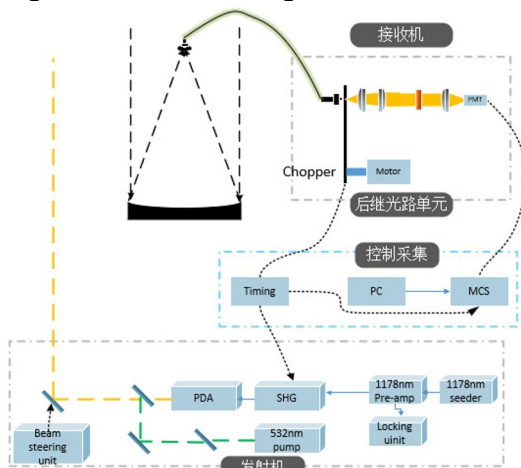 接收机
PMT
Chopper
Motor
后继光路单元
控制采集
Timing
PC
MCS
PDA
SHG
1178nm
Pre-amp
1178nm
seeder
Locking
uinit
Beam
steering
unit
532nm
pump
发射机